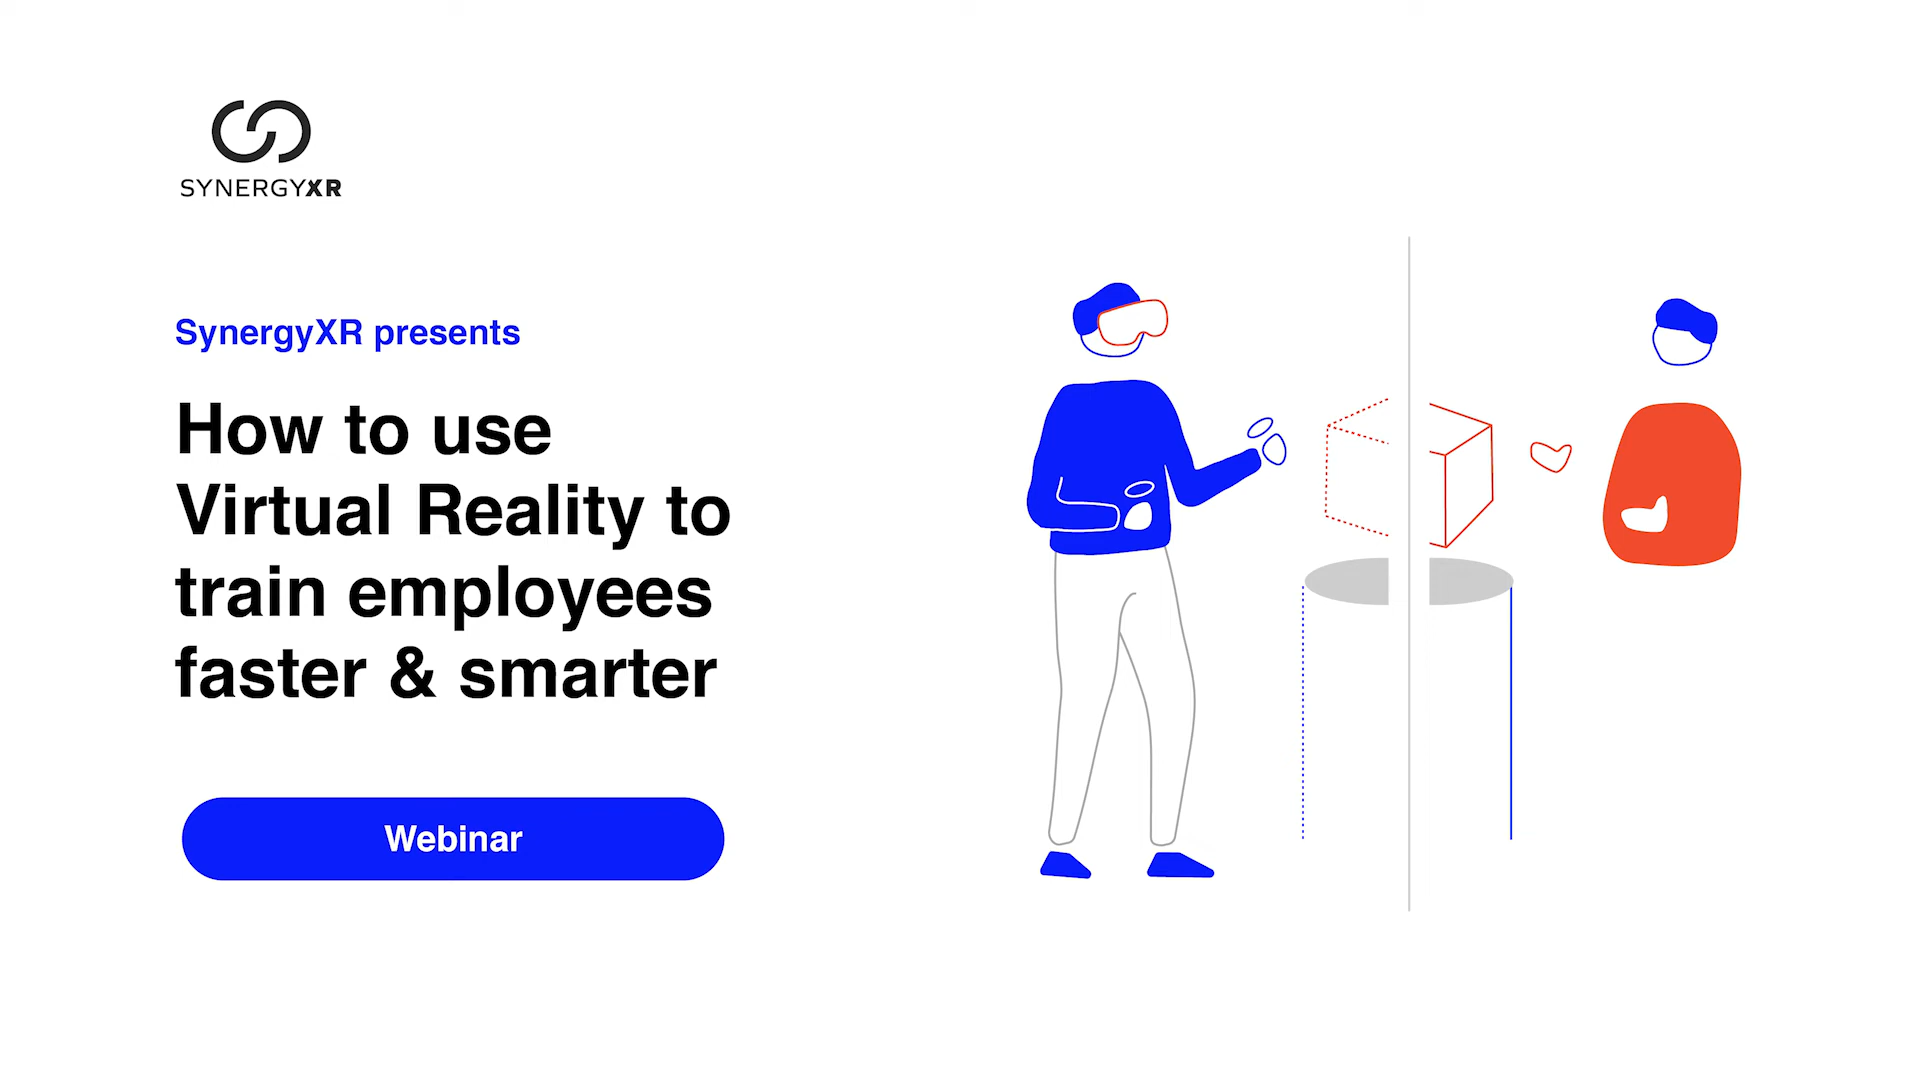 SYNERGYXR
SynergyXR presents
How to use
Virtual Reality to
train employees
faster & smarter
Webinar